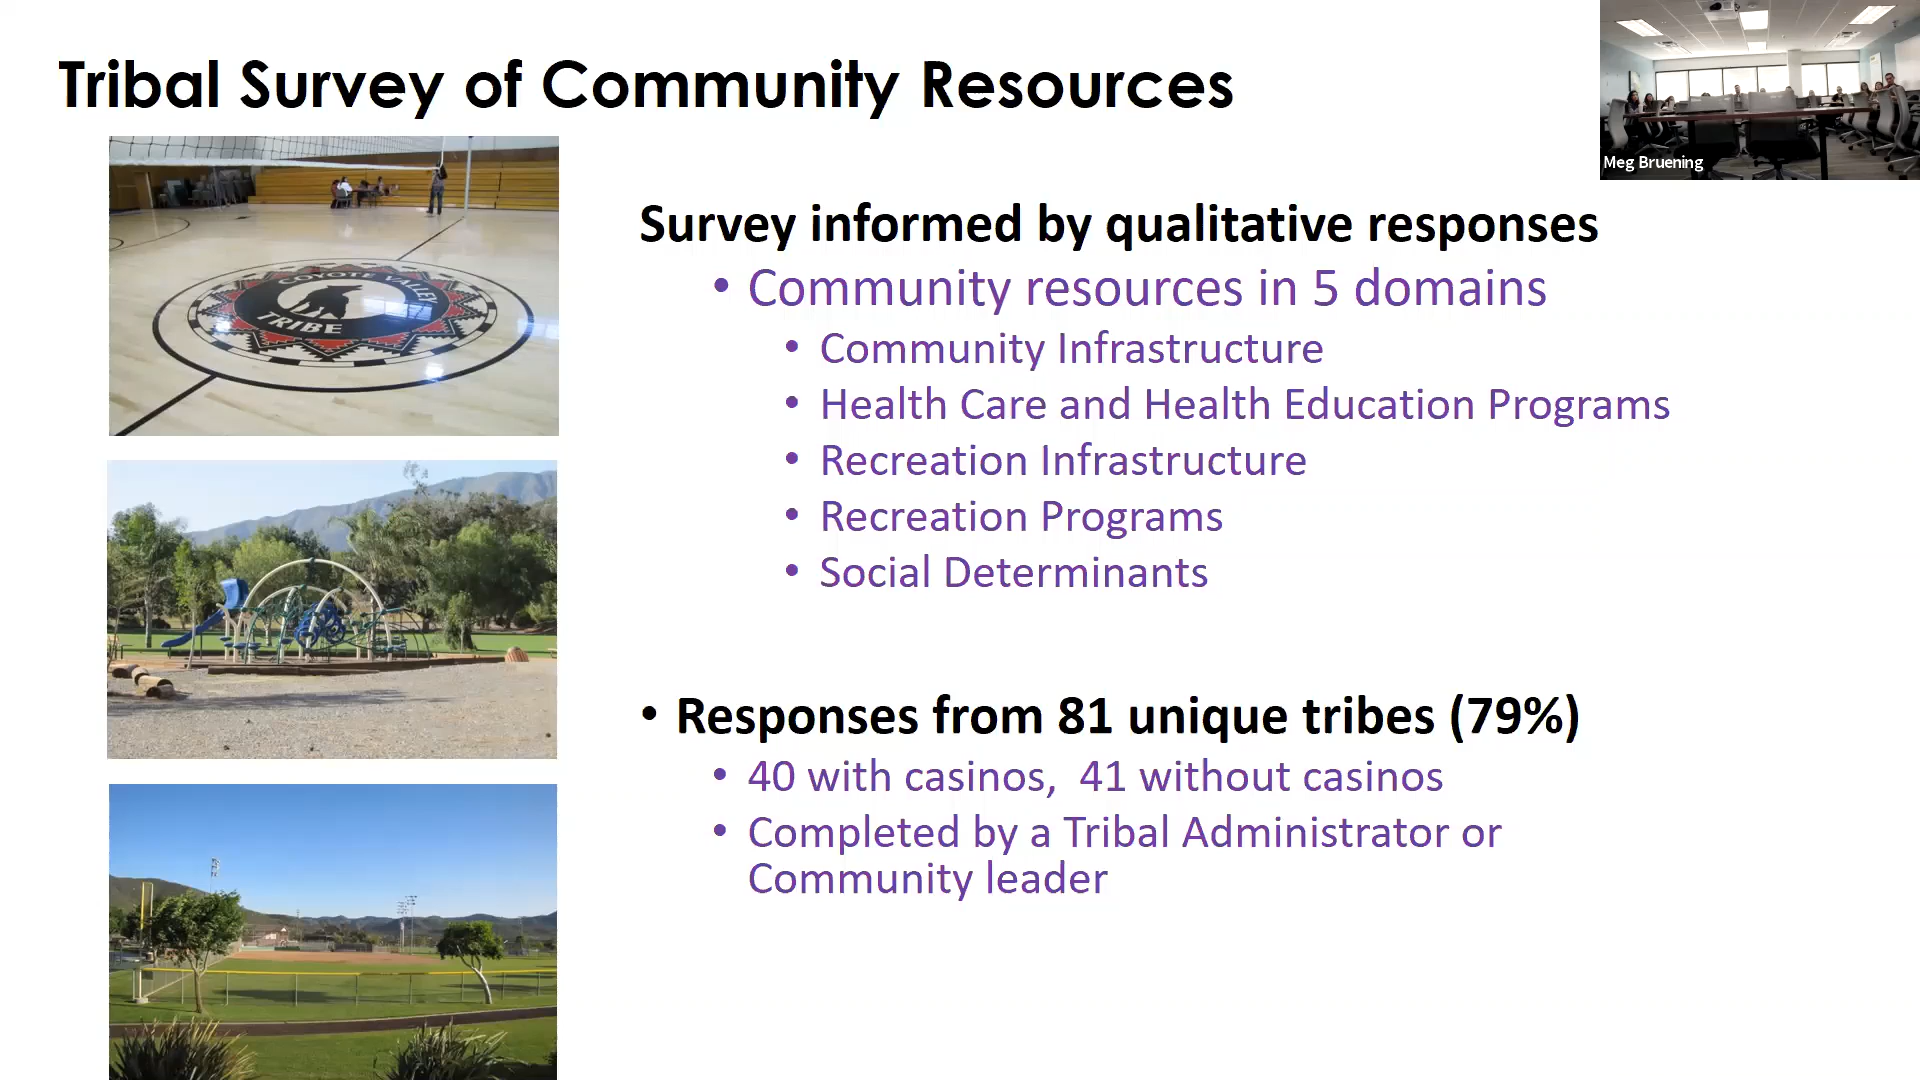 Tribal Survey of Community Resources
Meg Bruening
COYOTE VALLEY
TRIBE
Survey informed by qualitative responses
• Community resources in 5 domains
• Community Infrastructure
• Health Care and Health Education Programs
• Recreation Infrastructure
• Recreation Programs
• Social Determinants
• Responses from 81 unique tribes (79%)
• 40 with casinos, 41 without casinos
• Completed by a Tribal Administrator or
Community leader